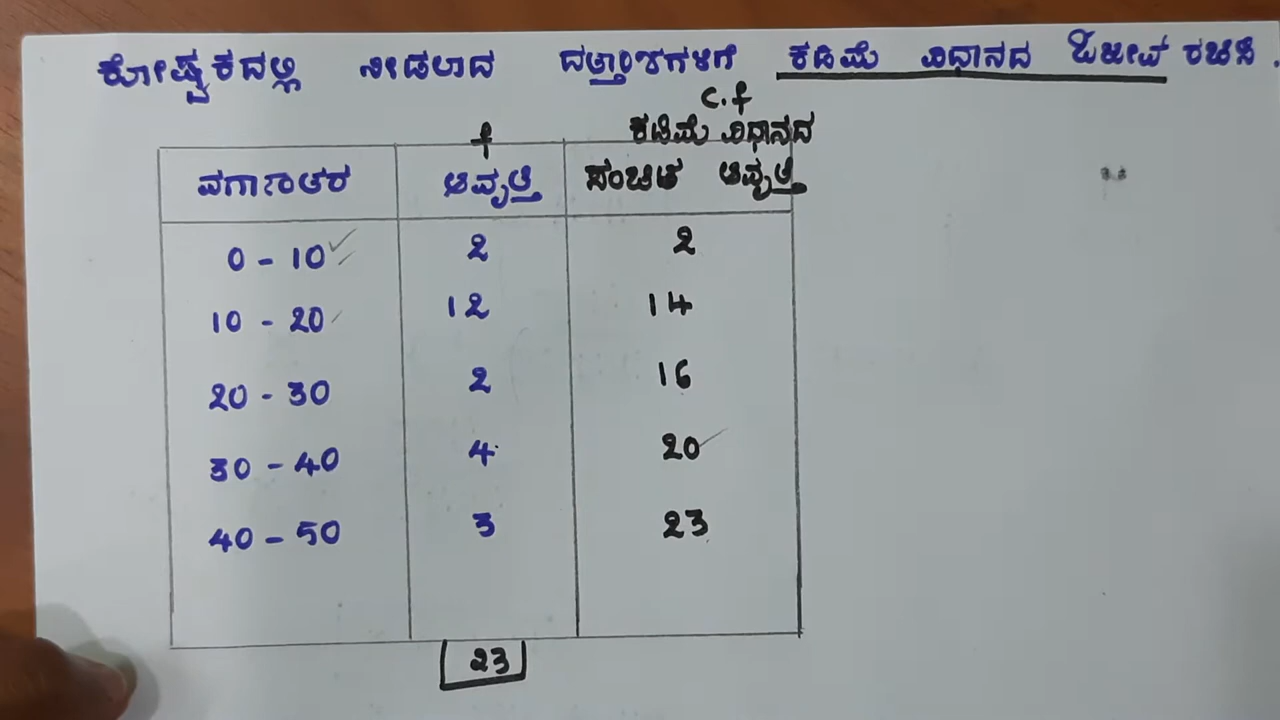 ಕೋಷ್ಟಕದಲ್ಲಿ ನೀಡಲಾದ ದತ್ತಾಂಶಗಳಿಗೆ ಕಡಿಮೆ ವಿಧಾನದ ಓಜೀವ್ ರಚಿಸಿ.
c.f
f ಕಡಿಮೆ ವಿಧಾನದ
ವರ್ಗಾಂತರ ಆವೃತ್ತಿ ಸಂಚಿತ ಆವೃತ್ತಿ
0 - 10 2 2
10 - 20 12 14
20 - 30 2 16
30 - 40 4 20
40 - 50 3 23
23